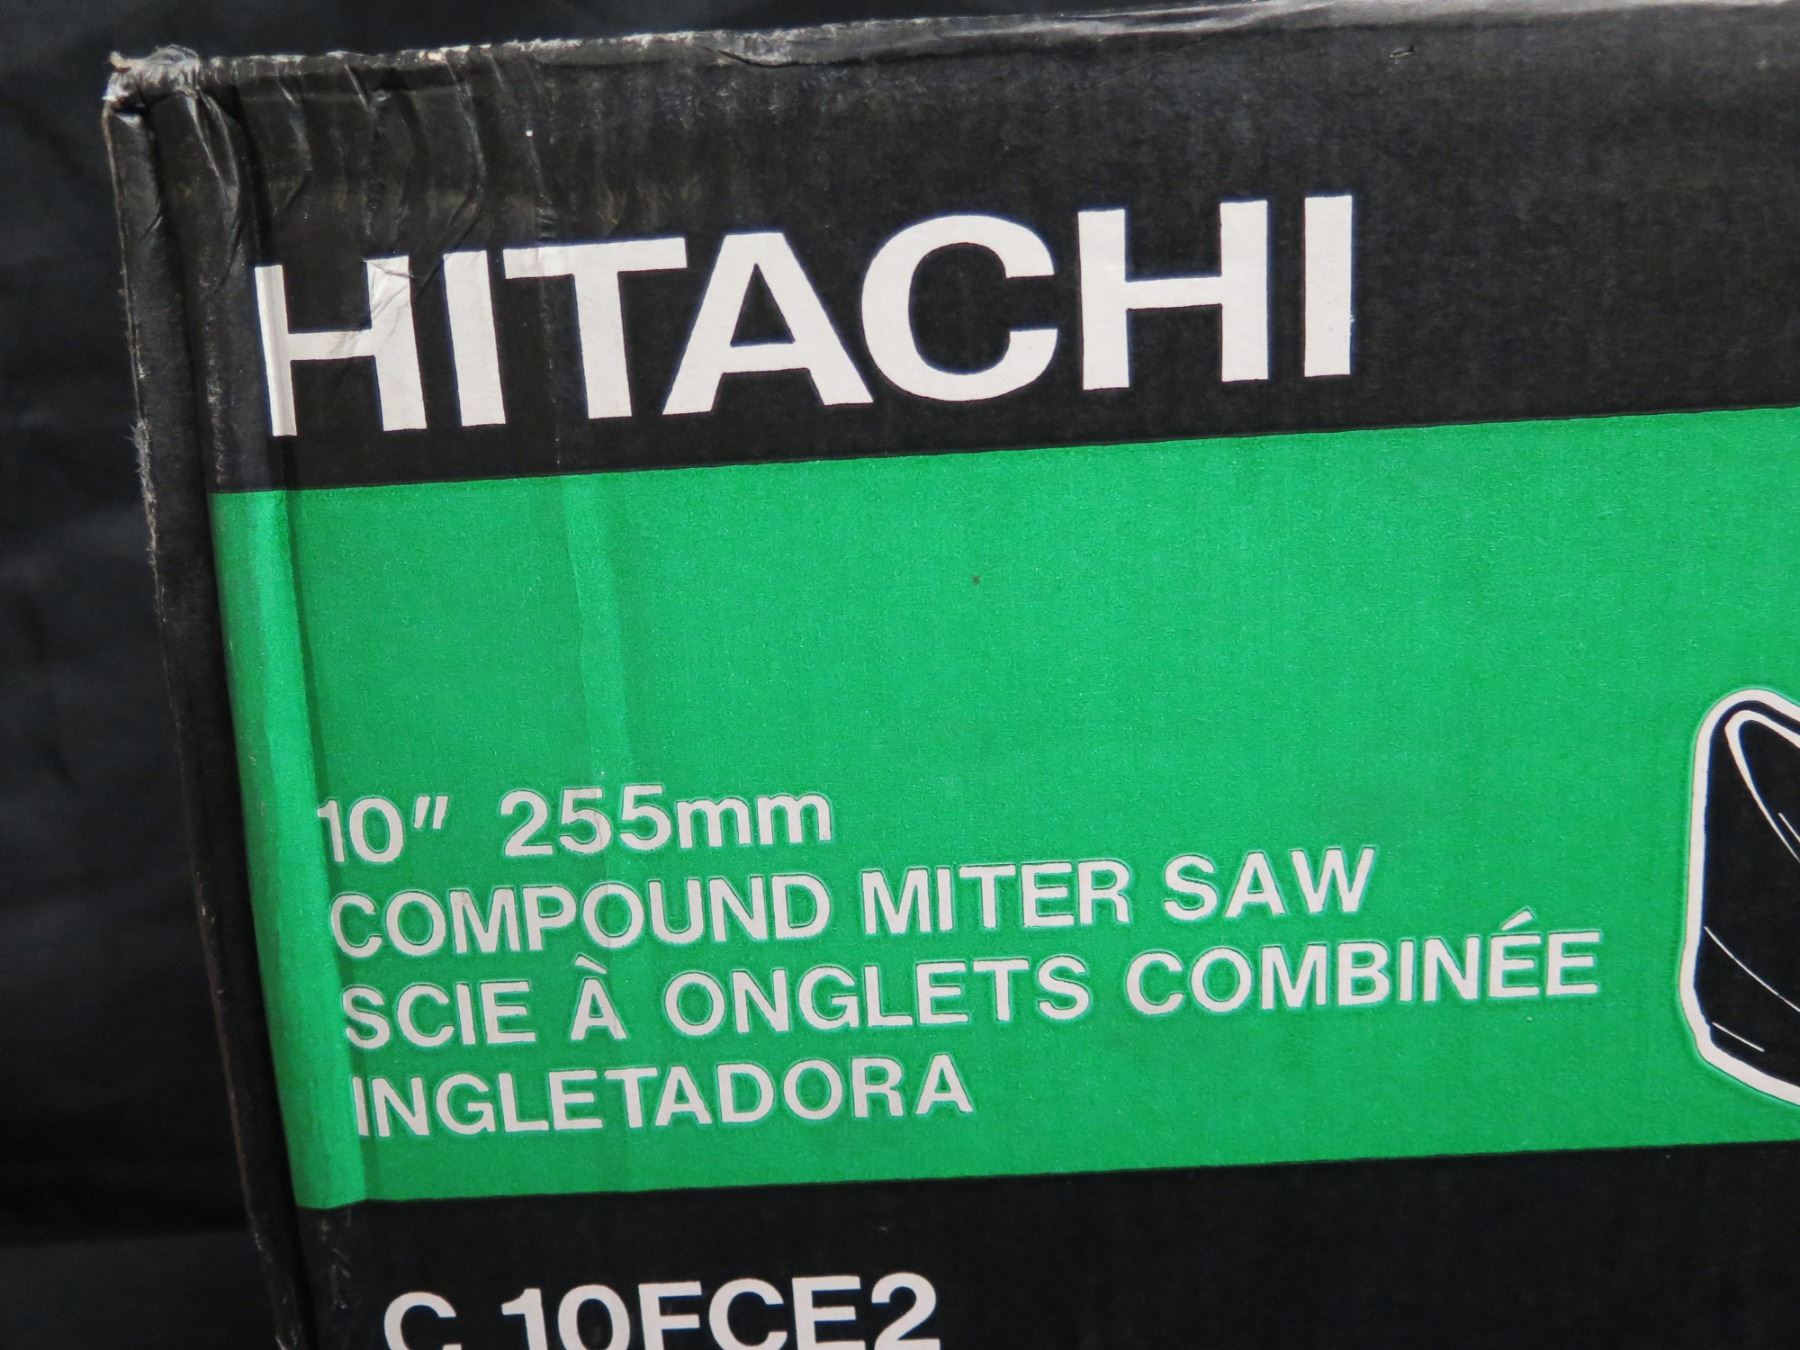 HITACHI
10" 255mm
COMPOUND MITER SAW
SCIE À ONGLETS COMBINÉE
INGLETADORA
C 10FCE2